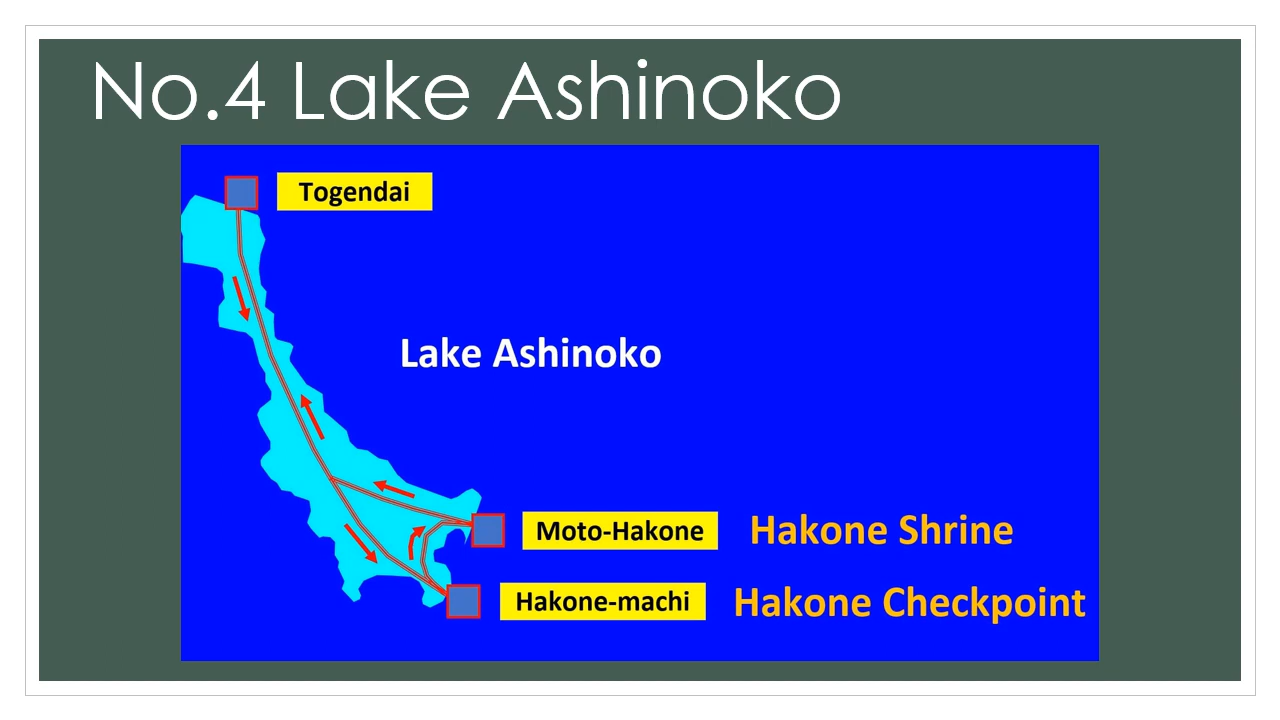 No.4 Lake Ashinoko
Togendai
Lake Ashinoko
Moto-Hakone Hakone Shrine
Hakone-machi Hakone Checkpoint